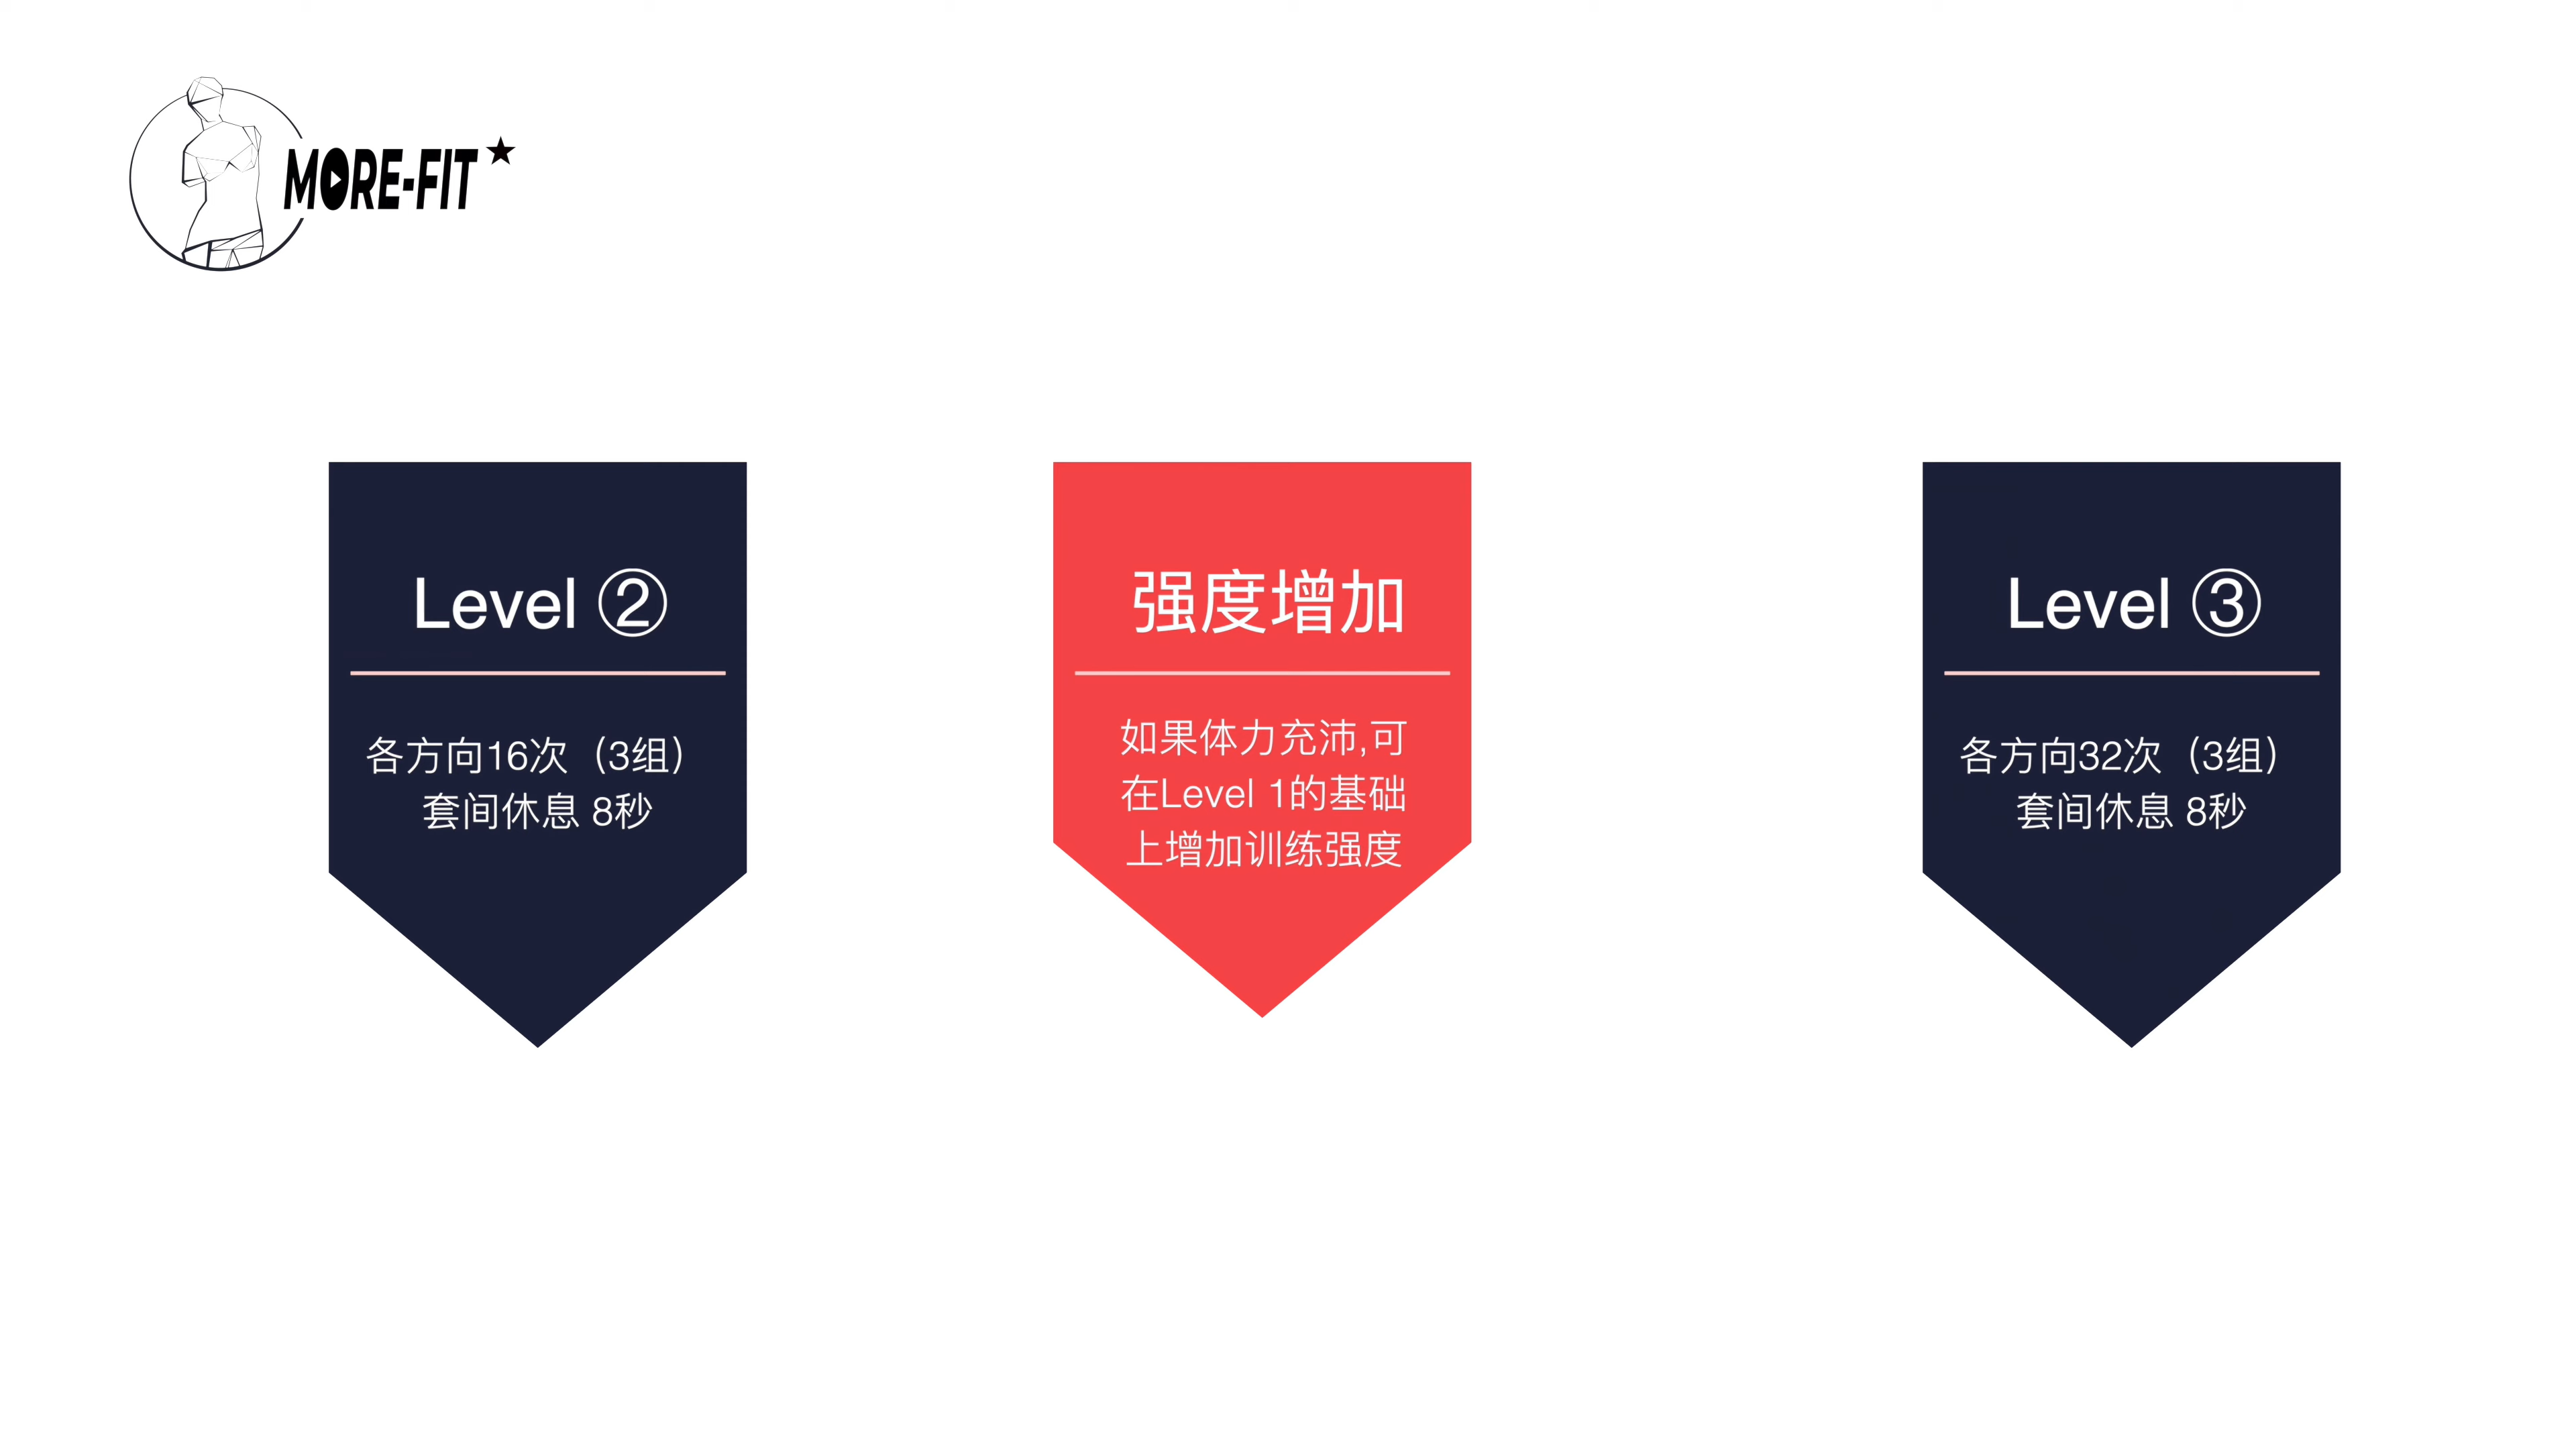 MORE-FIT
Level ②
各方向16次（3组）
套间休息 8秒
强度增加
如果体力充沛,可
在Level 1的基础
上增加训练强度
Level ③
各方向32次（3组）
套间休息 8秒